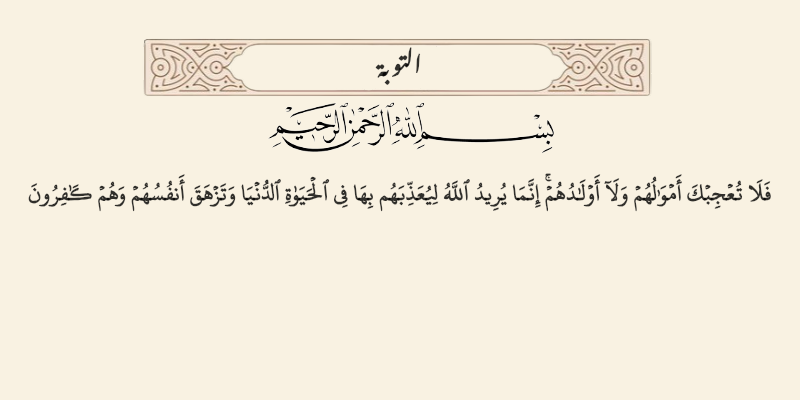 التوبة
بِسْمِ ٱللَّهِ ٱلرَّحْمَٰنِ ٱلرَّحِيمِ
فَلَا تُعْجِبْكَ أَمْوَٰلُهُمْ وَلَآ أَوْلَـٰدُهُمْ ۚ إِنَّمَا يُرِيدُ ٱللَّهُ لِيُعَذِّبَهُم بِهَا فِى ٱلْحَيَوٰةِ ٱلدُّنْيَا وَتَزْهَقَ أَنفُسُهُمْ وَهُمْ كَـٰفِرُونَ